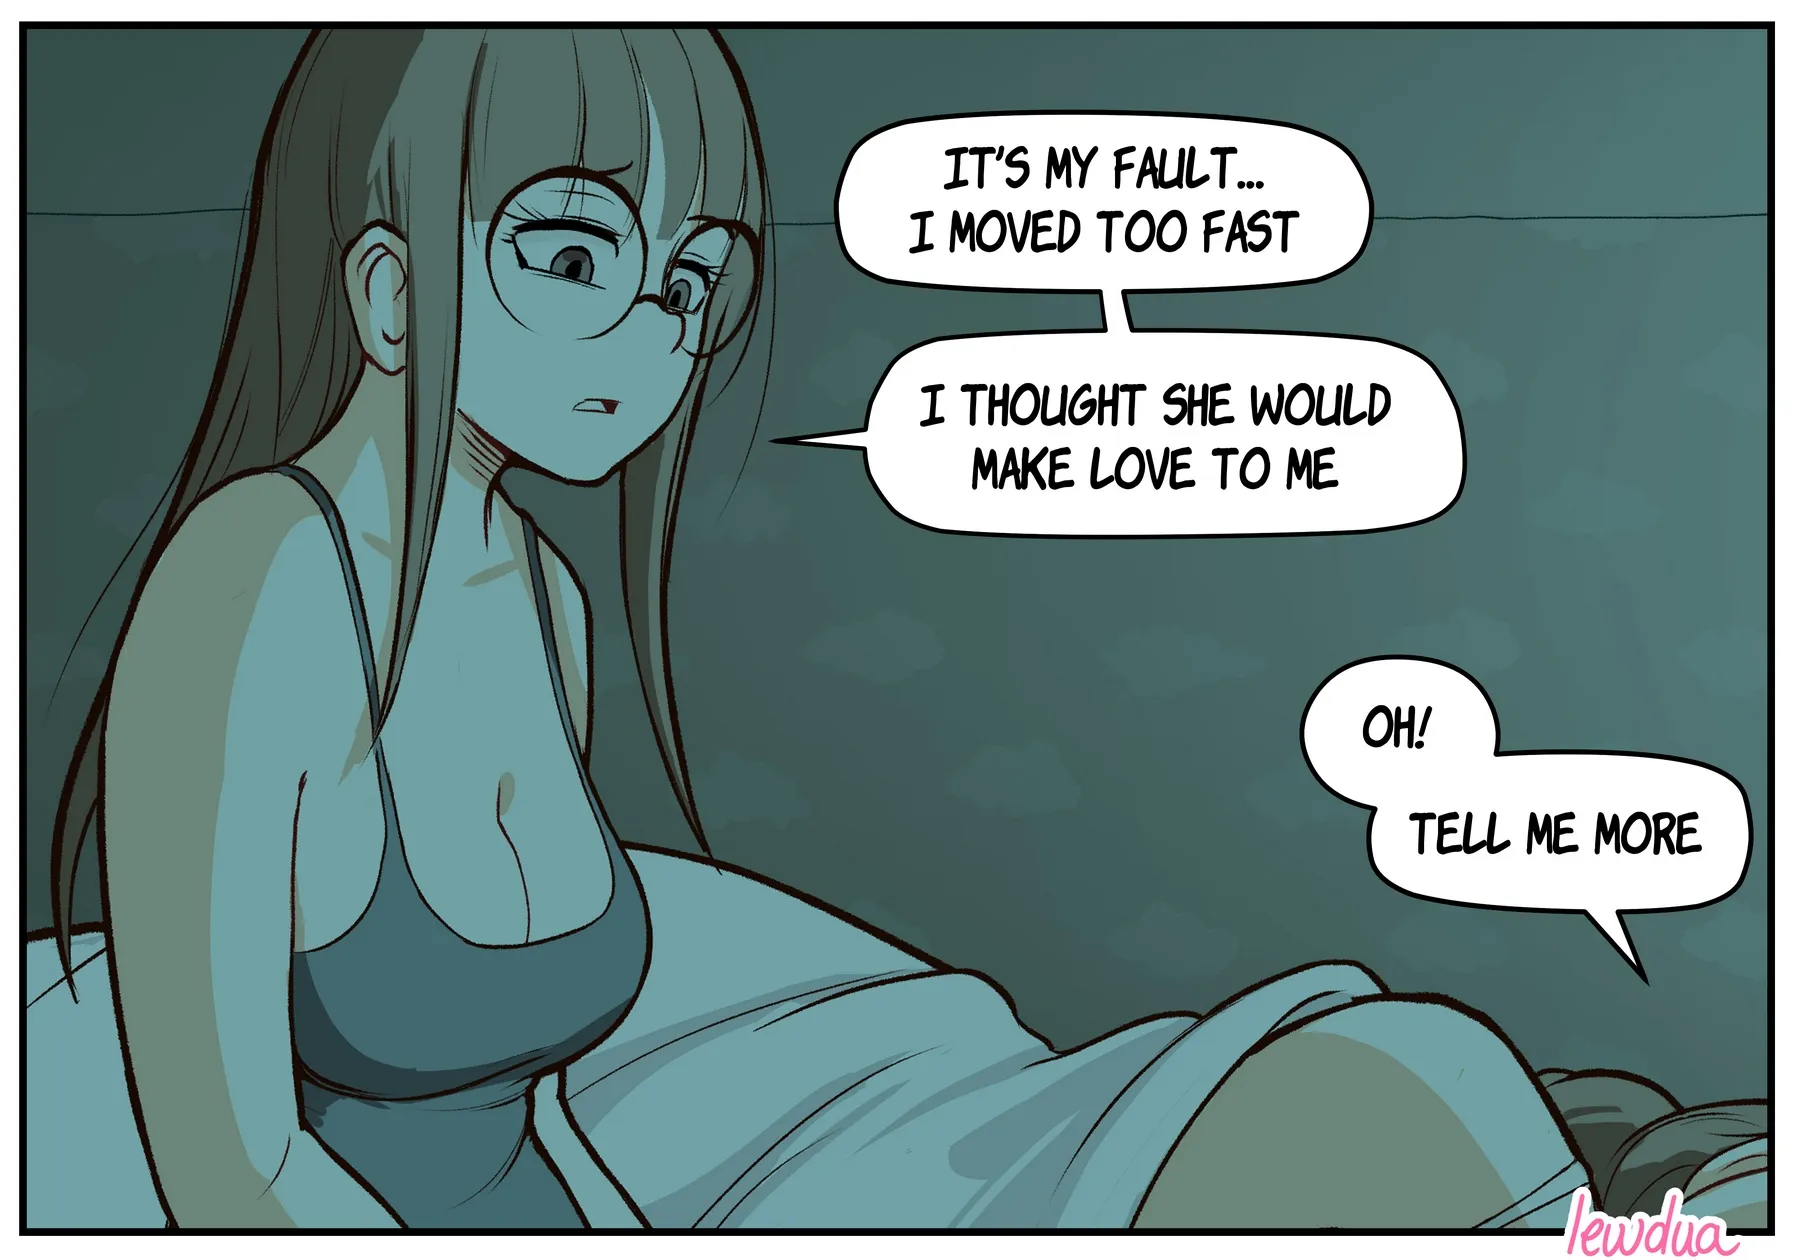 IT'S MY FAULT...
I MOVED TOO FAST
I THOUGHT SHE WOULD
MAKE LOVE TO ME
OH!
TELL ME MORE
lewdua